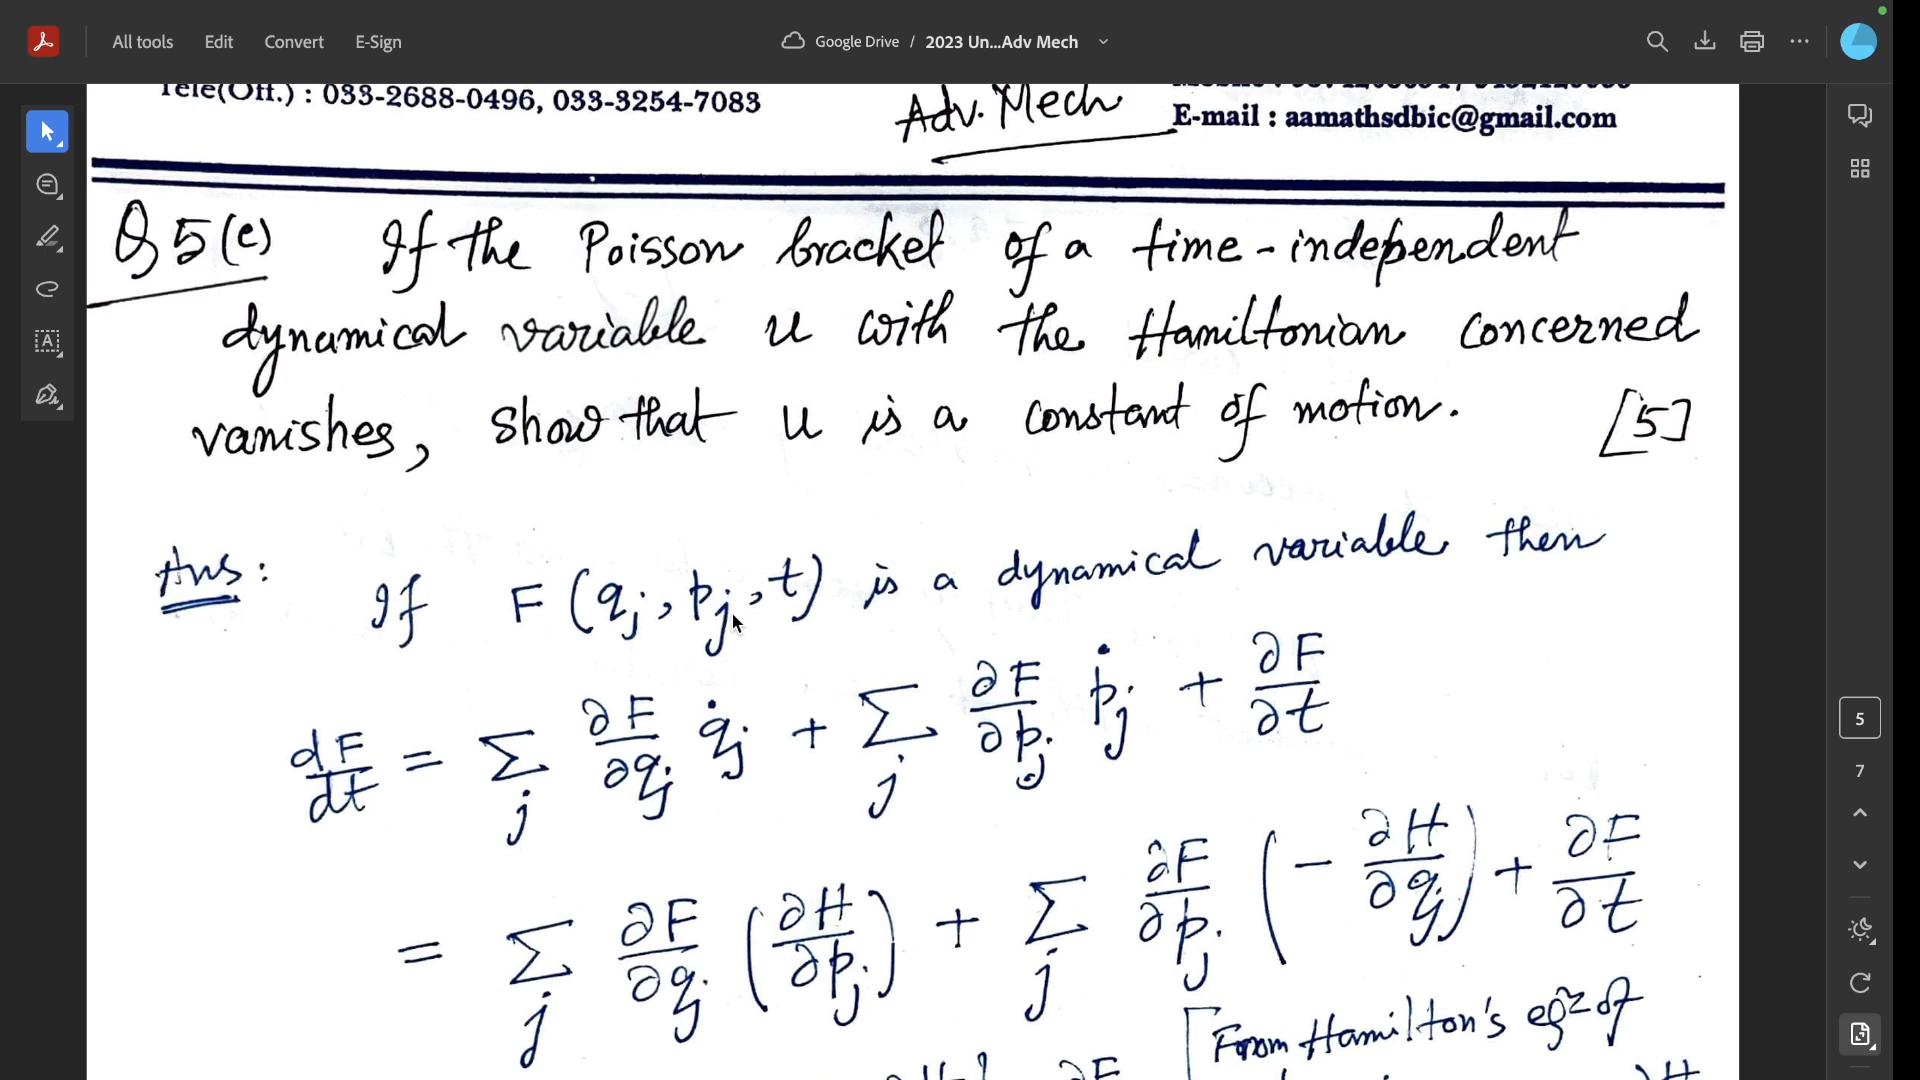 All tools Edit Convert E-Sign Google Drive / 2023 Un...Adv Mech
Tele(Off.) : 033-2688-0496, 033-3254-7083
Adv. Mech
E-mail : aamathsdbic@gmail.com
Q5(e) If the Poisson bracket of a time-independent
dynamical variable u with the Hamiltonian concerned
vanishes, show that u is a constant of motion. [5]
Ans: If F(qj, pj, t) is a dynamical variable then
dF/dt = Σj ∂F/∂qj q̇j + Σj ∂F/∂pj ṗj + ∂F/∂t
= Σj ∂F/∂qj (∂H/∂pj) + Σj ∂F/∂pj (- ∂H/∂qj) + ∂F/∂t
[From Hamilton's eqn of
5
7